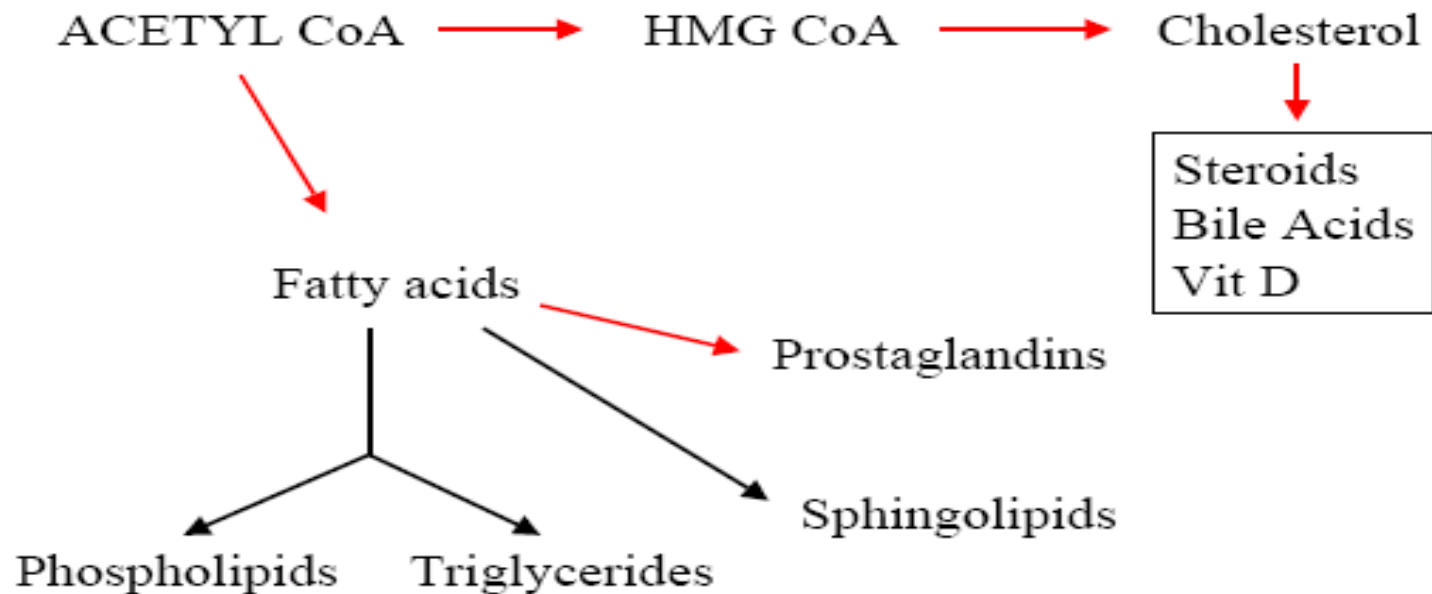 ACETYL CoA
HMG CoA
Cholesterol
Steroids
Bile Acids
Vit D
Fatty acids
Prostaglandins
Sphingolipids
Phospholipids
Triglycerides